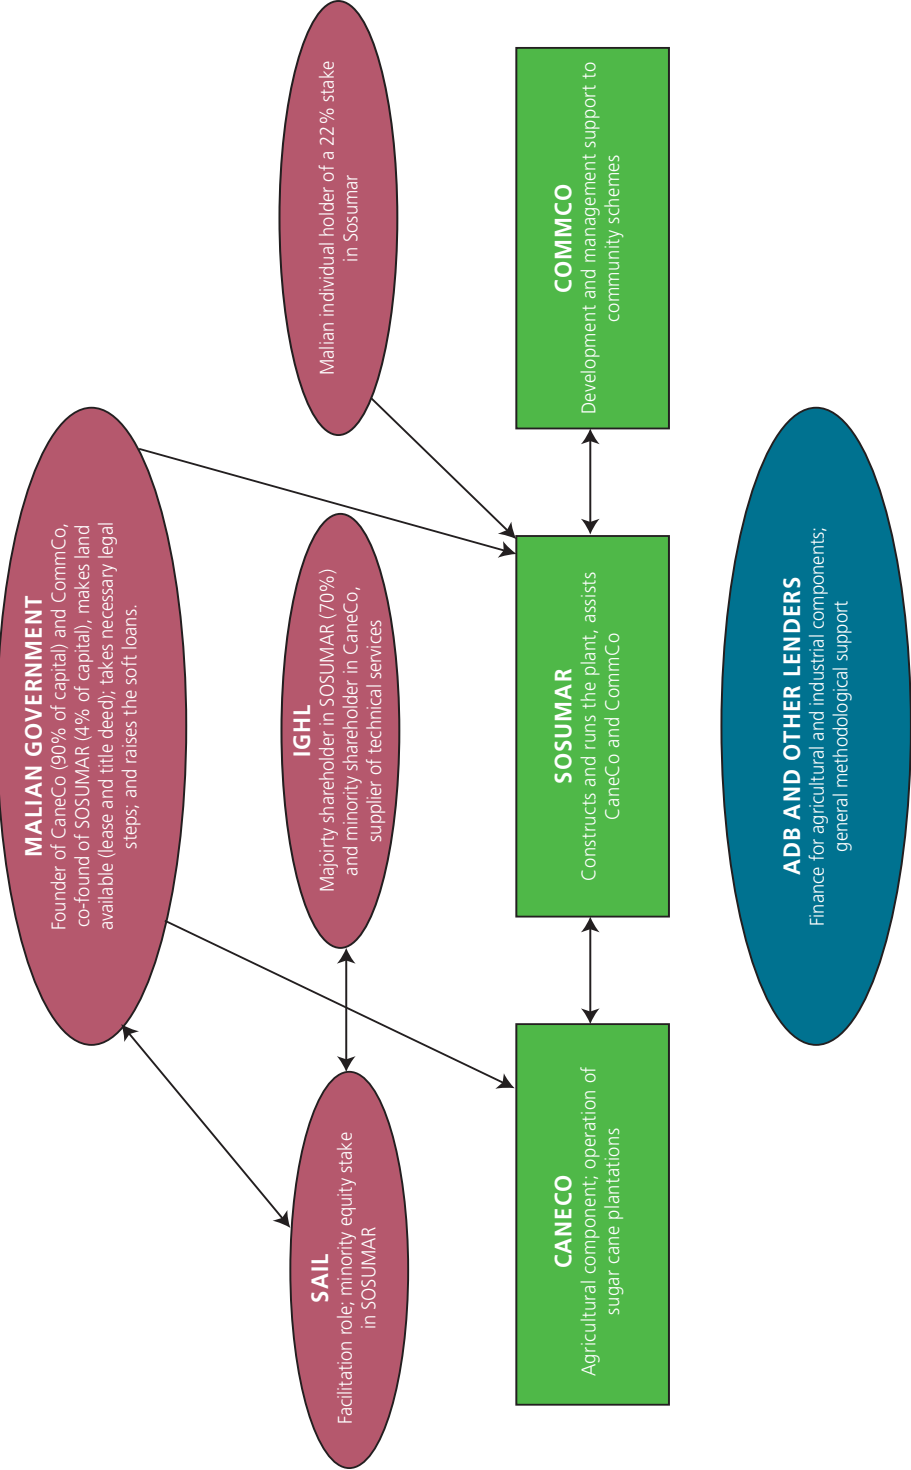 MALIAN GOVERNMENT
Founder of CaneCo (90% of capital) and CommCo,
co-found of SOSUMAR (4% of capital), makes land
available (lease and title deed); takes necessary legal
steps; and raises the soft loans.
SAIL
Facilitation role; minority equity stake
in SOSUMAR
IGHL
Majoirty shareholder in SOSUMAR (70%)
and minority shareholder in CaneCo,
supplier of technical services
Malian individual holder of a 22% stake
in Sosumar
CANECO
Agricultural component; operation of
sugar cane plantations
SOSUMAR
Constructs and runs the plant, assists
CaneCo and CommCo
COMMCO
Development and management support to
community schemes
ADB AND OTHER LENDERS
Finance for agricultural and industrial components;
general methodological support